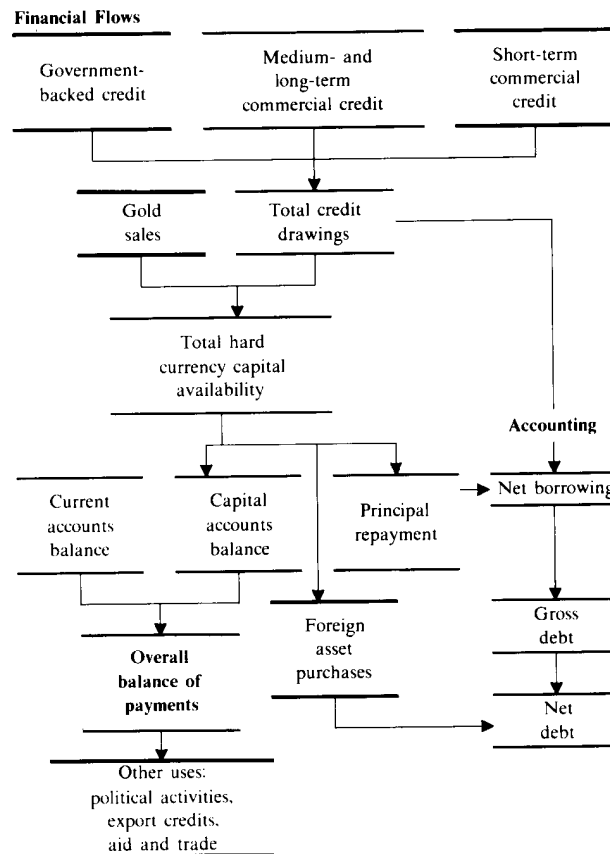 Financial Flows
Government-
backed credit
Medium- and
long-term
commercial credit
Short-term
commercial
credit
Gold
sales
Total credit
drawings
Total hard
currency capital
availability
Accounting
Current
accounts
balance
Capital
accounts
balance
Principal
repayment
Net borrowing
Overall
balance of
payments
Foreign
asset
purchases
Gross
debt
Net
debt
Other uses:
political activities,
export credits,
aid and trade